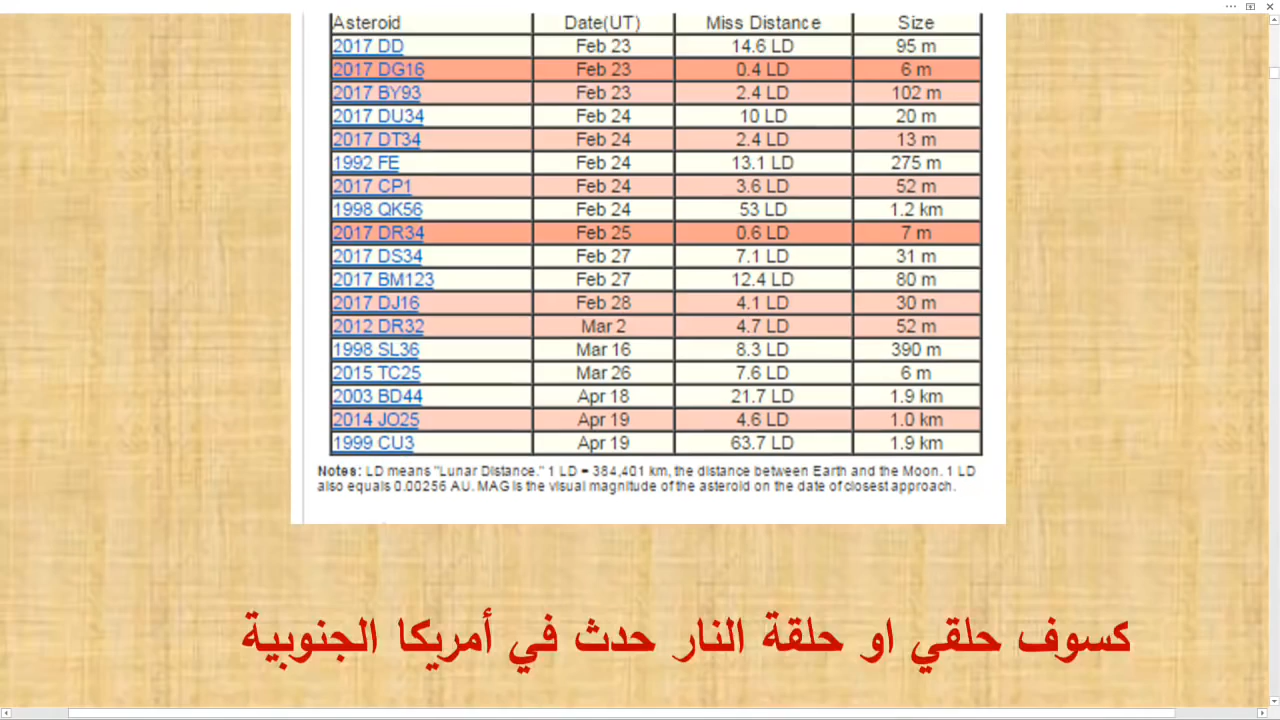 Asteroid Date(UT) Miss Distance Size
2017 DD Feb 23 14.6 LD 95 m
2017 DG16 Feb 23 0.4 LD 6 m
2017 BY93 Feb 23 2.4 LD 102 m
2017 DU34 Feb 24 10 LD 20 m
2017 DT34 Feb 24 2.4 LD 13 m
1992 FE Feb 24 13.1 LD 275 m
2017 CP1 Feb 24 3.6 LD 52 m
1998 QK56 Feb 24 53 LD 1.2 km
2017 DR34 Feb 25 0.6 LD 7 m
2017 DS34 Feb 27 7.1 LD 31 m
2017 BM123 Feb 27 12.4 LD 80 m
2017 DJ16 Feb 28 4.1 LD 30 m
2012 DR32 Mar 2 4.7 LD 52 m
1998 SL36 Mar 16 8.3 LD 390 m
2015 TC25 Mar 26 7.6 LD 6 m
2003 BD44 Apr 18 21.7 LD 1.9 km
2014 JO25 Apr 19 4.6 LD 1.0 km
1999 CU3 Apr 19 63.7 LD 1.9 km
Notes: LD means "Lunar Distance." 1 LD = 384,401 km, the distance between Earth and the Moon. 1 LD
also equals 0.00256 AU. MAG is the visual magnitude of the asteroid on the date of closest approach.
كسوف حلقي او حلقة النار حدث في أمريكا الجنوبية